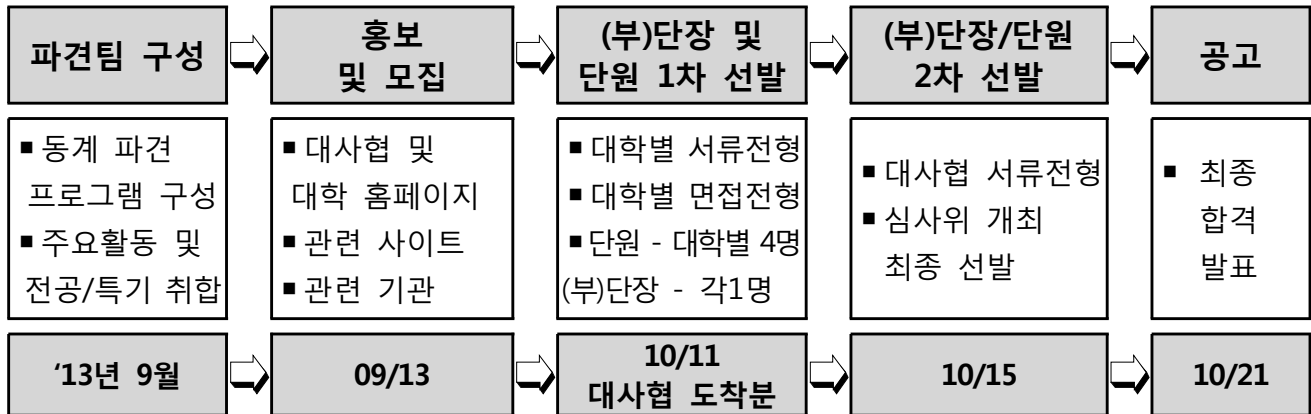 파견팀 구성
홍보
및 모집
(부)단장 및
단원 1차 선발
(부)단장/단원
2차 선발
공고
■ 동계 파견
프로그램 구성
■ 주요활동 및
전공/특기 취합
■ 대사협 및
대학 홈페이지
■ 관련 사이트
■ 관련 기관
■ 대학별 서류전형
■ 대학별 면접전형
■ 단원 - 대학별 4명
(부)단장 - 각1명
■ 대사협 서류전형
■ 심사위 개최
최종 선발
■ 최종
합격
발표
‘13년 9월
09/13
10/11
대사협 도착분
10/15
10/21